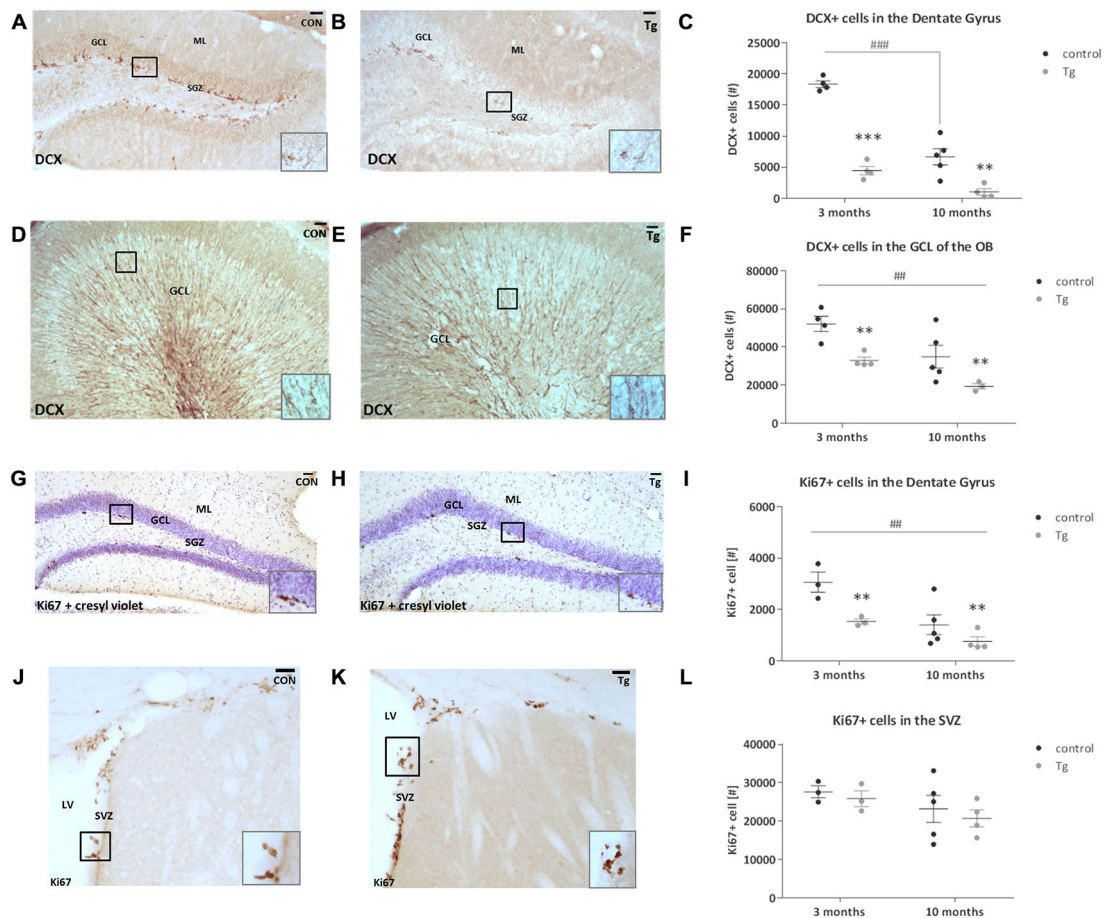 A
CON
GCL
ML
SGZ
DCX
B
Tg
GCL
ML
SGZ
DCX
C
DCX+ cells in the Dentate Gyrus
DCX+ cells (#)
25000
20000
15000
10000
5000
0
###
***
**
3 months
10 months
control
Tg
D
CON
GCL
DCX
E
Tg
GCL
DCX
F
DCX+ cells in the GCL of the OB
DCX+ cells (#)
80000
60000
40000
20000
0
##
**
**
3 months
10 months
control
Tg
G
CON
ML
GCL
SGZ
Ki67 + cresyl violet
H
Tg
ML
GCL
SGZ
Ki67 + cresyl violet
I
Ki67+ cells in the Dentate Gyrus
Ki67+ cell [#]
6000
4000
2000
0
##
**
**
3 months
10 months
control
Tg
J
CON
LV
SVZ
Ki67
K
Tg
LV
SVZ
Ki67
L
Ki67+ cells in the SVZ
Ki67+ cell [#]
40000
30000
20000
10000
0
3 months
10 months
control
Tg